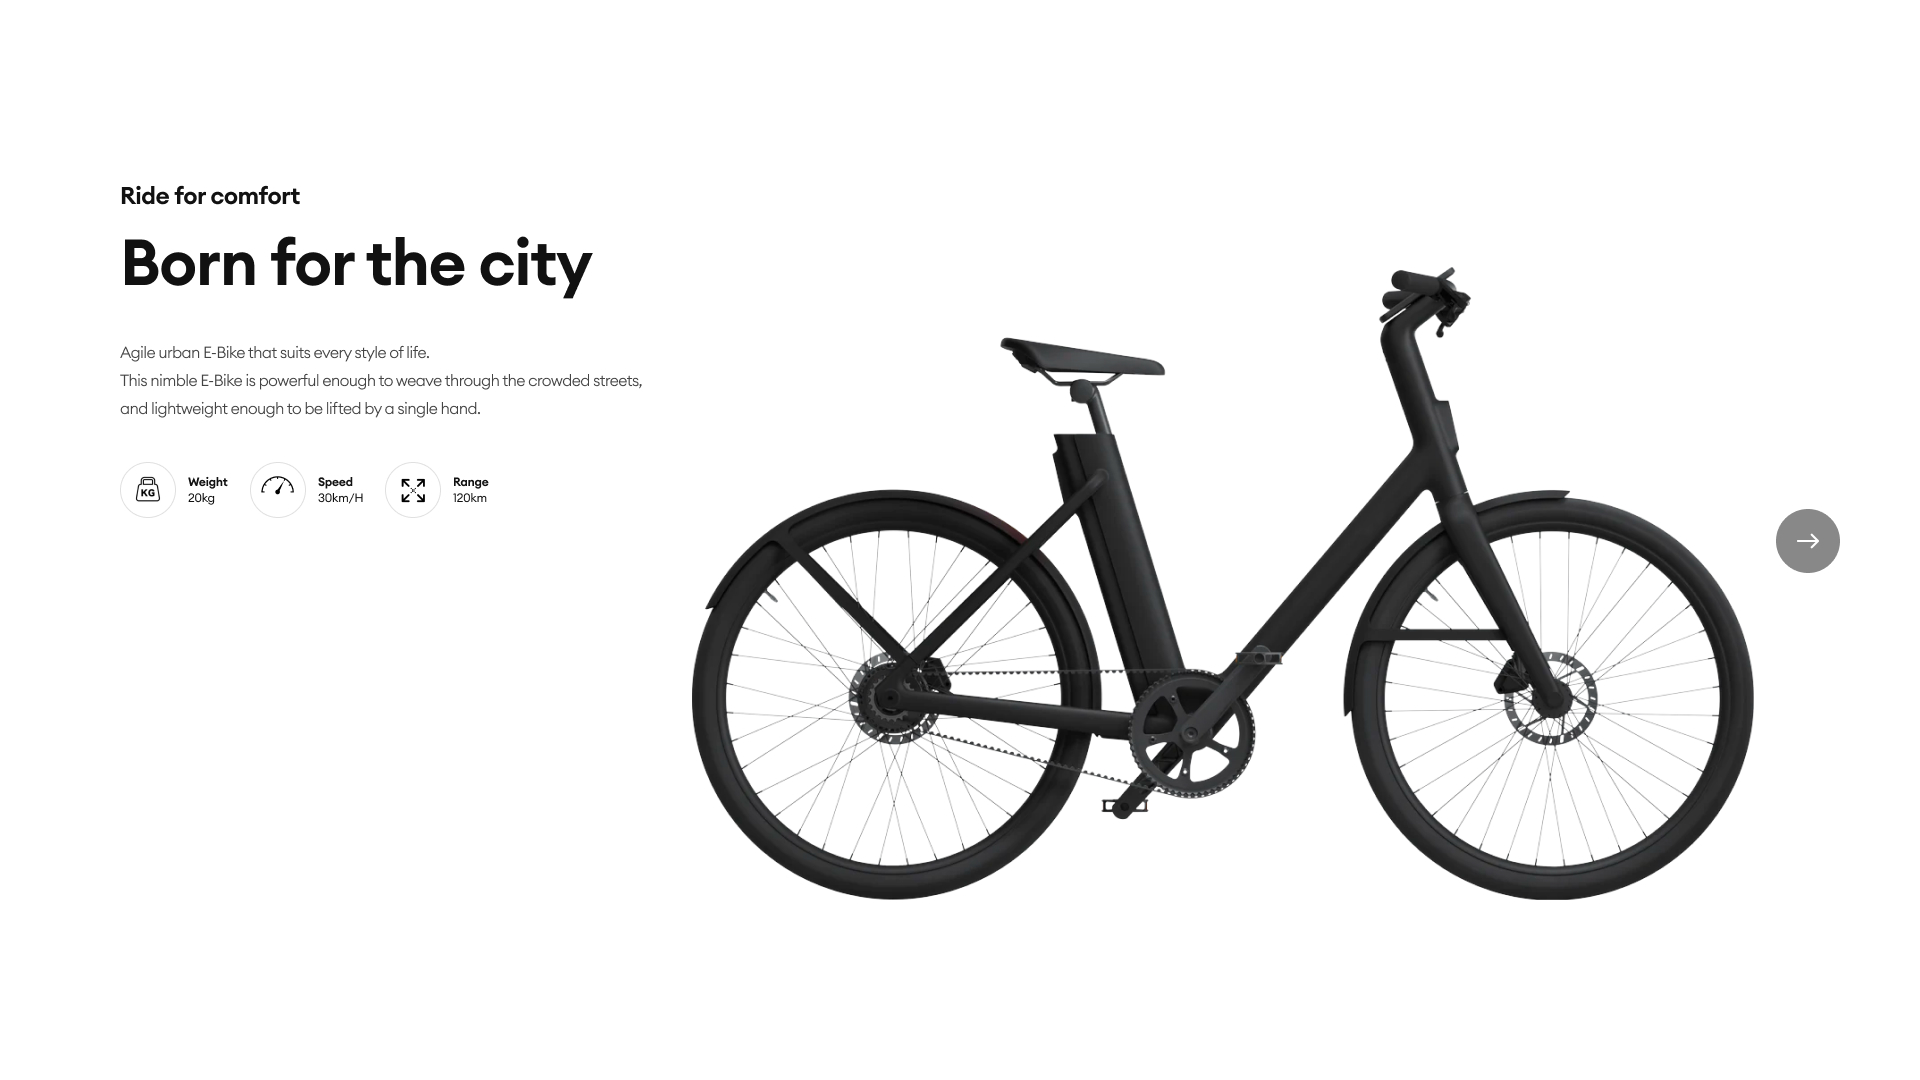 Ride for comfort
Born for the city
Agile urban E-Bike that suits every style of life.
This nimble E-Bike is powerful enough to weave through the crowded streets,
and lightweight enough to be lifted by a single hand.
KG
Weight
20kg
Speed
30km/H
Range
120km